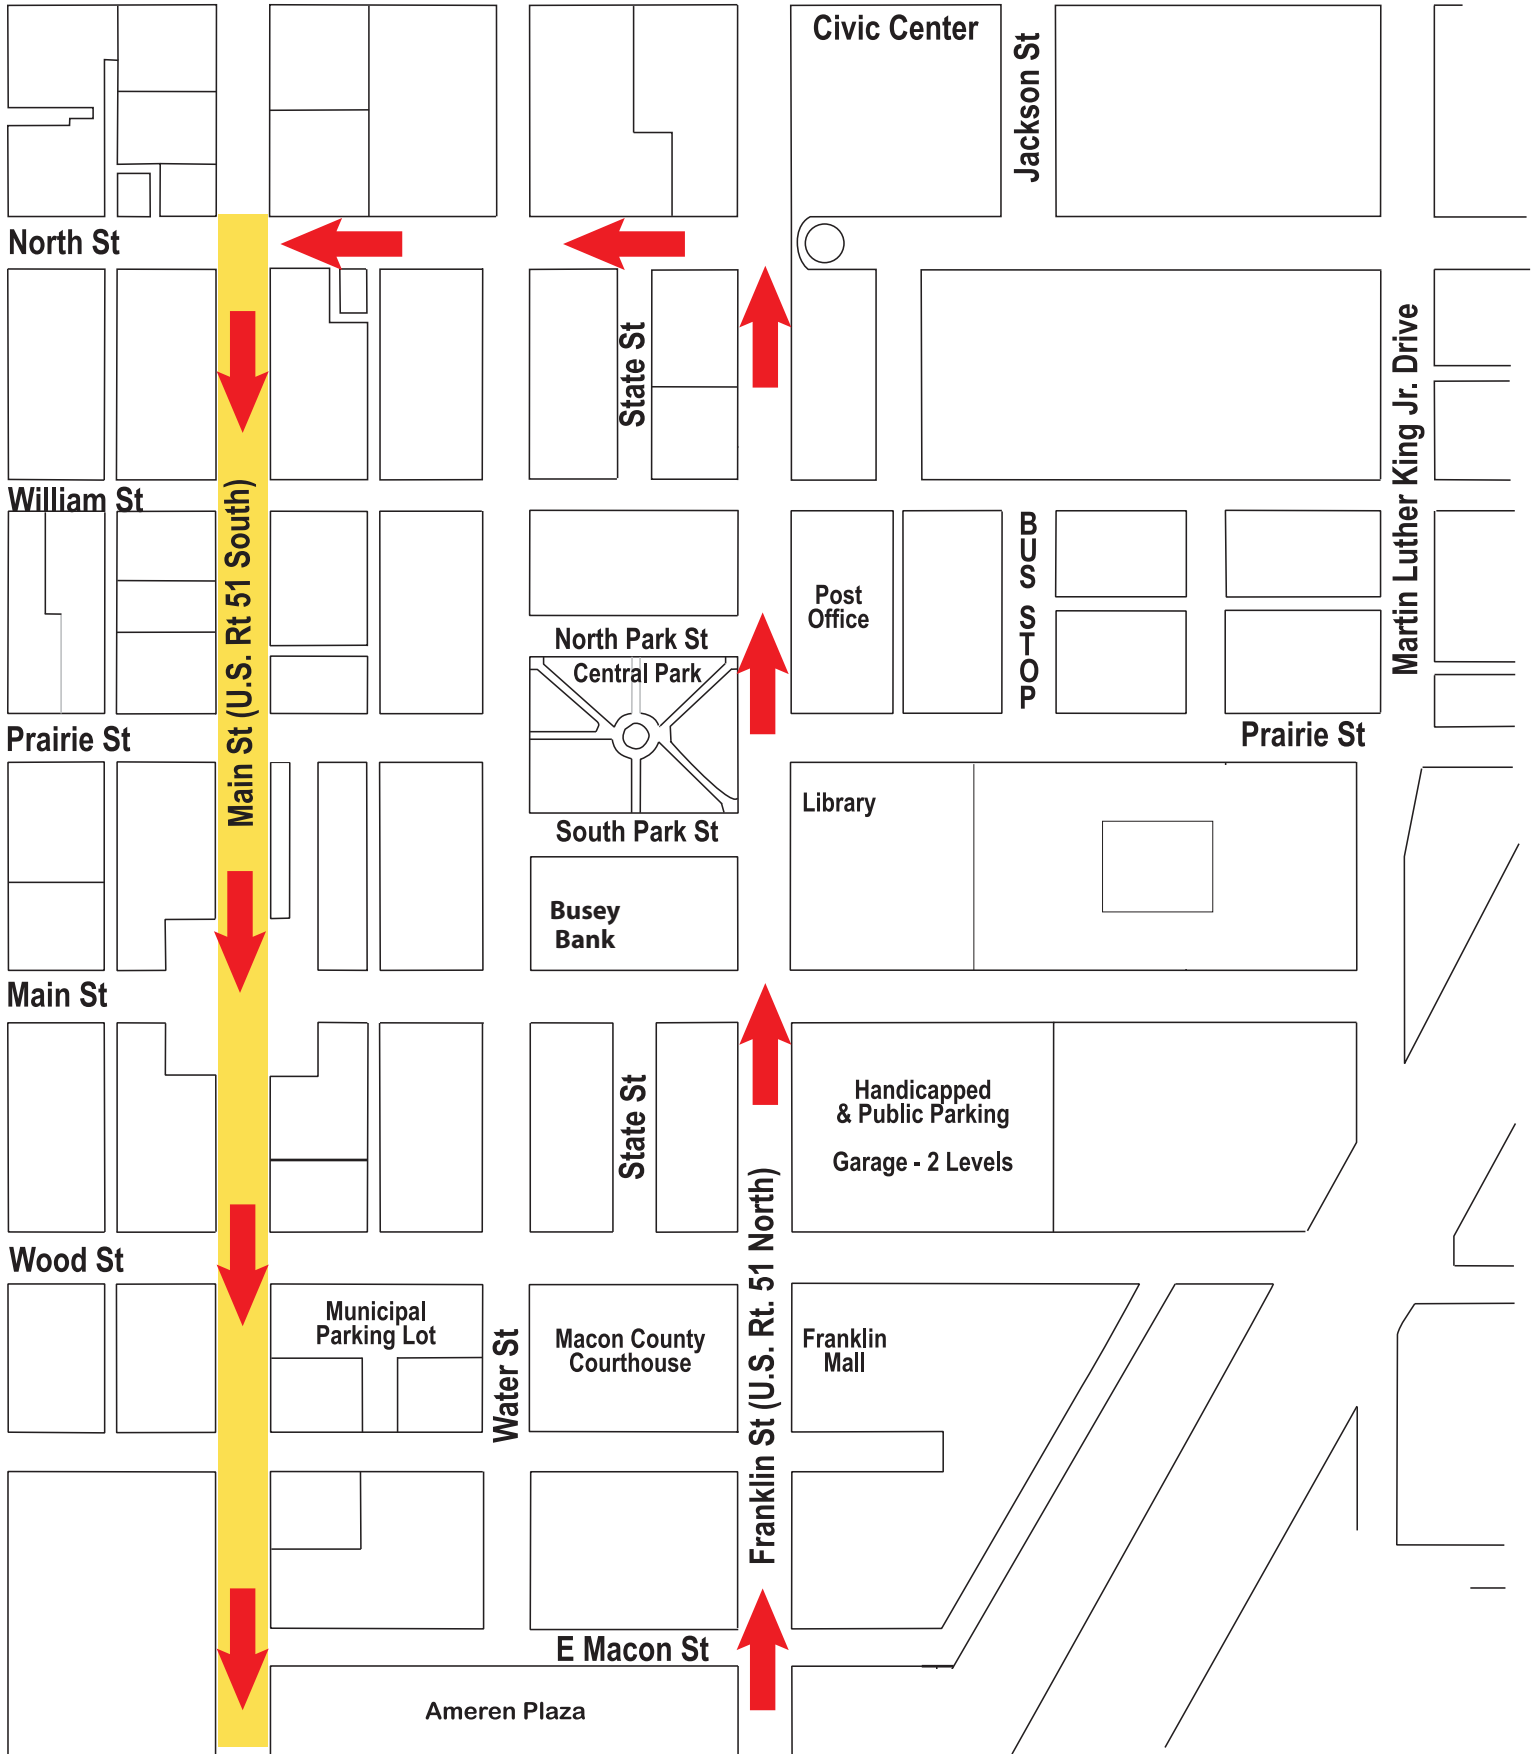 Civic Center
Jackson St
North St
State St
Martin Luther King Jr. Drive
William St
Main St (U.S. Rt 51 South)
BUS STOP
Post
Office
North Park St
Central Park
Prairie St
Prairie St
Library
South Park St
Busey
Bank
Main St
State St
Handicapped
& Public Parking
Garage - 2 Levels
Franklin St (U.S. Rt. 51 North)
Wood St
Municipal
Parking Lot
Water St
Macon County
Courthouse
Franklin
Mall
E Macon St
Ameren Plaza